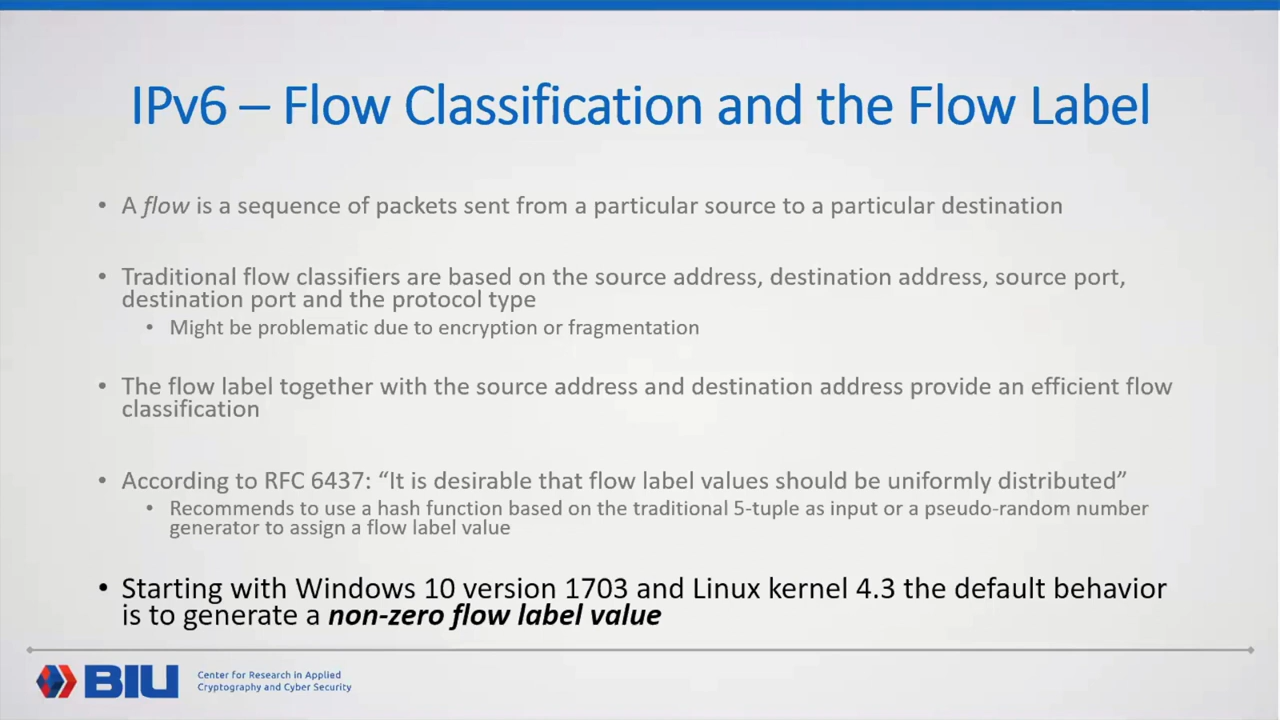 IPv6 – Flow Classification and the Flow Label
• A flow is a sequence of packets sent from a particular source to a particular destination
• Traditional flow classifiers are based on the source address, destination address, source port,
destination port and the protocol type
• Might be problematic due to encryption or fragmentation
• The flow label together with the source address and destination address provide an efficient flow
classification
• According to RFC 6437: “It is desirable that flow label values should be uniformly distributed”
• Recommends to use a hash function based on the traditional 5-tuple as input or a pseudo-random number
generator to assign a flow label value
• Starting with Windows 10 version 1703 and Linux kernel 4.3 the default behavior
is to generate a non-zero flow label value
BIU
Center for Research in Applied
Cryptography and Cyber Security